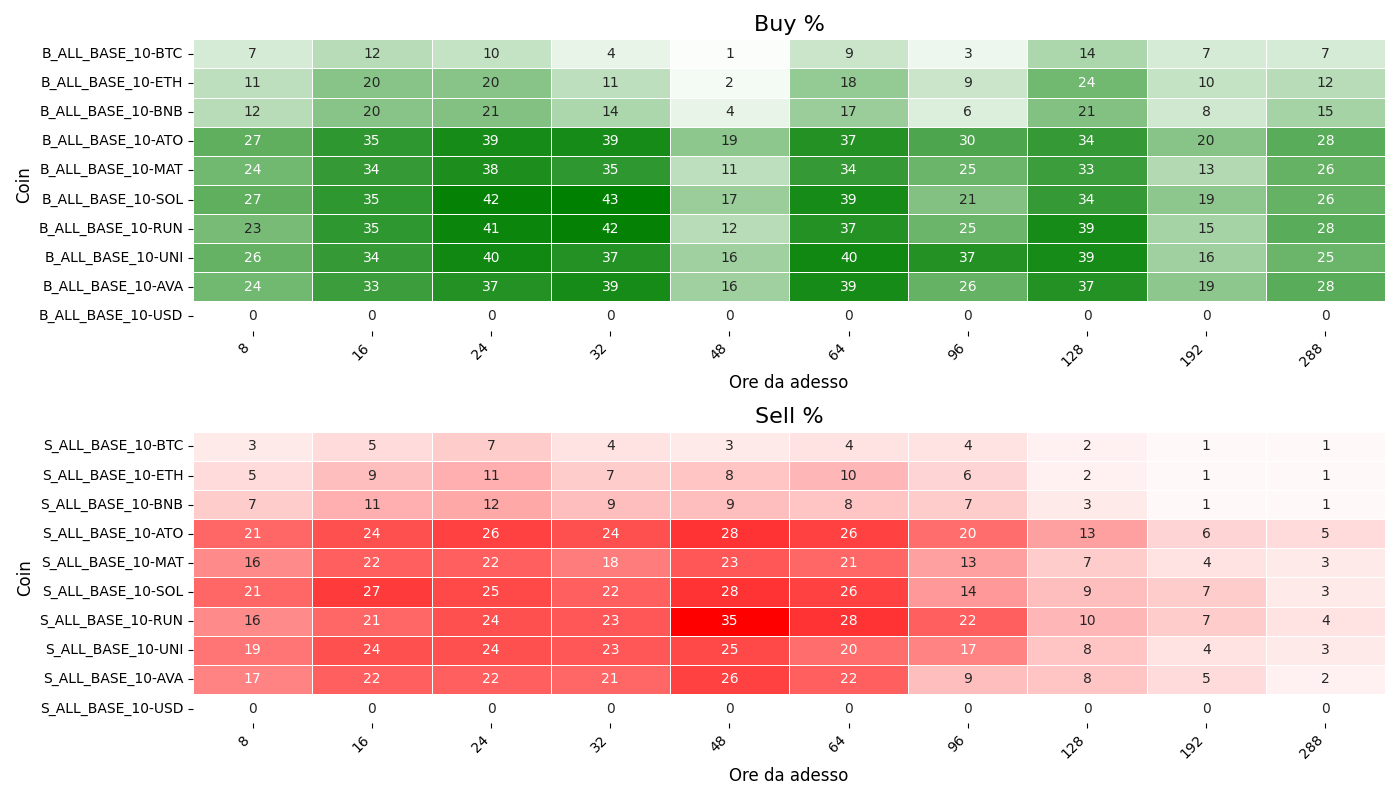 Buy %
Coin
B_ALL_BASE_10-BTC 7 12 10 4 1 9 3 14 7 7
B_ALL_BASE_10-ETH 11 20 20 11 2 18 9 24 10 12
B_ALL_BASE_10-BNB 12 20 21 14 4 17 6 21 8 15
B_ALL_BASE_10-ATO 27 35 39 39 19 37 30 34 20 28
B_ALL_BASE_10-MAT 24 34 38 35 11 34 25 33 13 26
B_ALL_BASE_10-SOL 27 35 42 43 17 39 21 34 19 26
B_ALL_BASE_10-RUN 23 35 41 42 12 37 25 39 15 28
B_ALL_BASE_10-UNI 26 34 40 37 16 40 37 39 16 25
B_ALL_BASE_10-AVA 24 33 37 39 16 39 26 37 19 28
B_ALL_BASE_10-USD 0 0 0 0 0 0 0 0 0 0
8 16 24 32 48 64 96 128 192 288
Ore da adesso
Sell %
Coin
S_ALL_BASE_10-BTC 3 5 7 4 3 4 4 2 1 1
S_ALL_BASE_10-ETH 5 9 11 7 8 10 6 2 1 1
S_ALL_BASE_10-BNB 7 11 12 9 9 8 7 3 1 1
S_ALL_BASE_10-ATO 21 24 26 24 28 26 20 13 6 5
S_ALL_BASE_10-MAT 16 22 22 18 23 21 13 7 4 3
S_ALL_BASE_10-SOL 21 27 25 22 28 26 14 9 7 3
S_ALL_BASE_10-RUN 16 21 24 23 35 28 22 10 7 4
S_ALL_BASE_10-UNI 19 24 24 23 25 20 17 8 4 3
S_ALL_BASE_10-AVA 17 22 22 21 26 22 9 8 5 2
S_ALL_BASE_10-USD 0 0 0 0 0 0 0 0 0 0
8 16 24 32 48 64 96 128 192 288
Ore da adesso